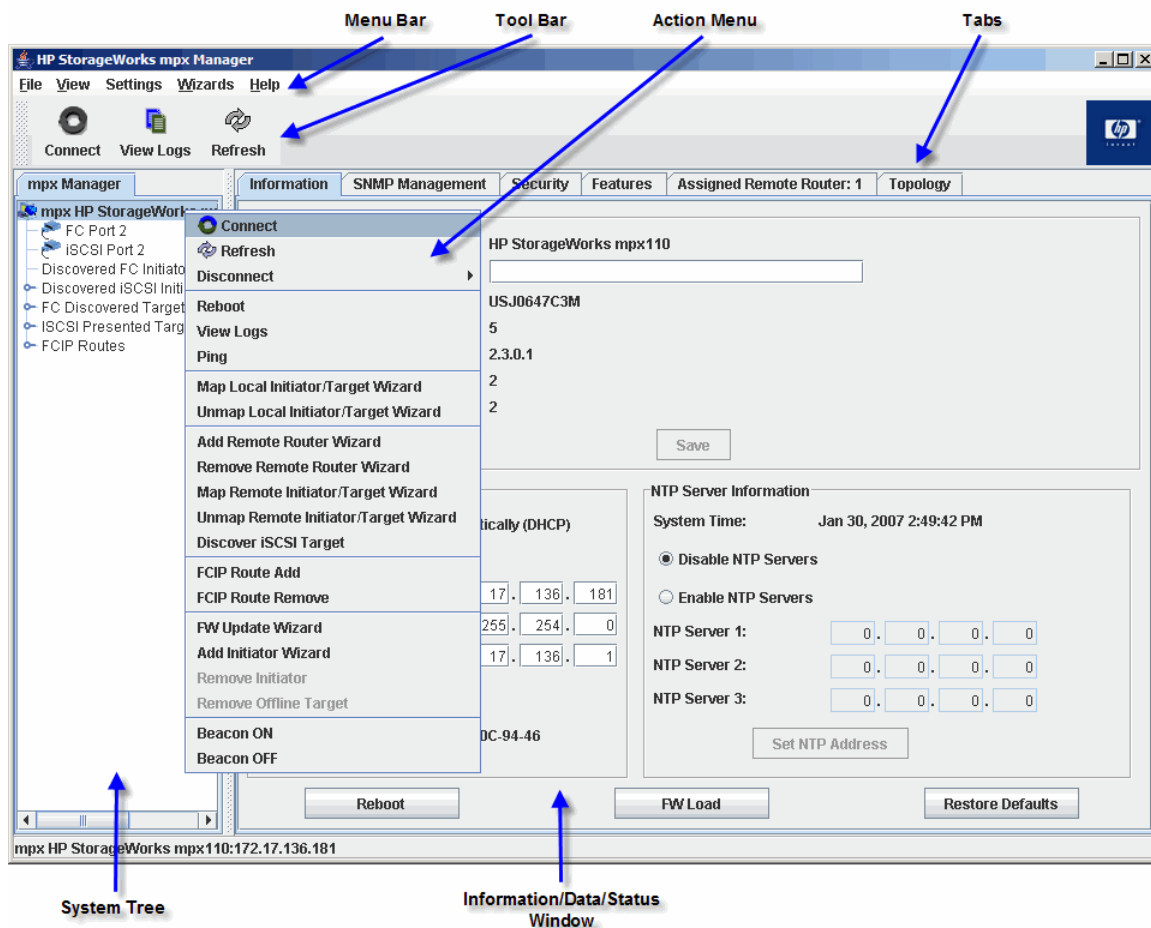 Menu Bar Tool Bar Action Menu Tabs
HP StorageWorks mpx Manager
File View Settings Wizards Help
Connect View Logs Refresh
hp
invent
mpx Manager
Information SNMP Management Security Features Assigned Remote Router: 1 Topology
mpx HP StorageWorks
FC Port 2
iSCSI Port 2
Discovered FC Initiato
Discovered iSCSI Initi
FC Discovered Target
ISCSI Presented Targ
FCIP Routes
Connect
Refresh
Disconnect
Reboot
View Logs
Ping
Map Local Initiator/Target Wizard
Unmap Local Initiator/Target Wizard
Add Remote Router Wizard
Remove Remote Router Wizard
Map Remote Initiator/Target Wizard
Unmap Remote Initiator/Target Wizard
Discover iSCSI Target
FCIP Route Add
FCIP Route Remove
FW Update Wizard
Add Initiator Wizard
Remove Initiator
Remove Offline Target
Beacon ON
Beacon OFF
HP StorageWorks mpx110
USJ0647C3M
5
2.3.0.1
2
2
Save
tically (DHCP)
17 . 136 . 181
255 . 254 . 0
17 . 136 . 1
0C-94-46
NTP Server Information
System Time: Jan 30, 2007 2:49:42 PM
Disable NTP Servers
Enable NTP Servers
NTP Server 1: 0 . 0 . 0 . 0
NTP Server 2: 0 . 0 . 0 . 0
NTP Server 3: 0 . 0 . 0 . 0
Set NTP Address
Reboot FW Load Restore Defaults
mpx HP StorageWorks mpx110:172.17.136.181
System Tree
Information/Data/Status
Window